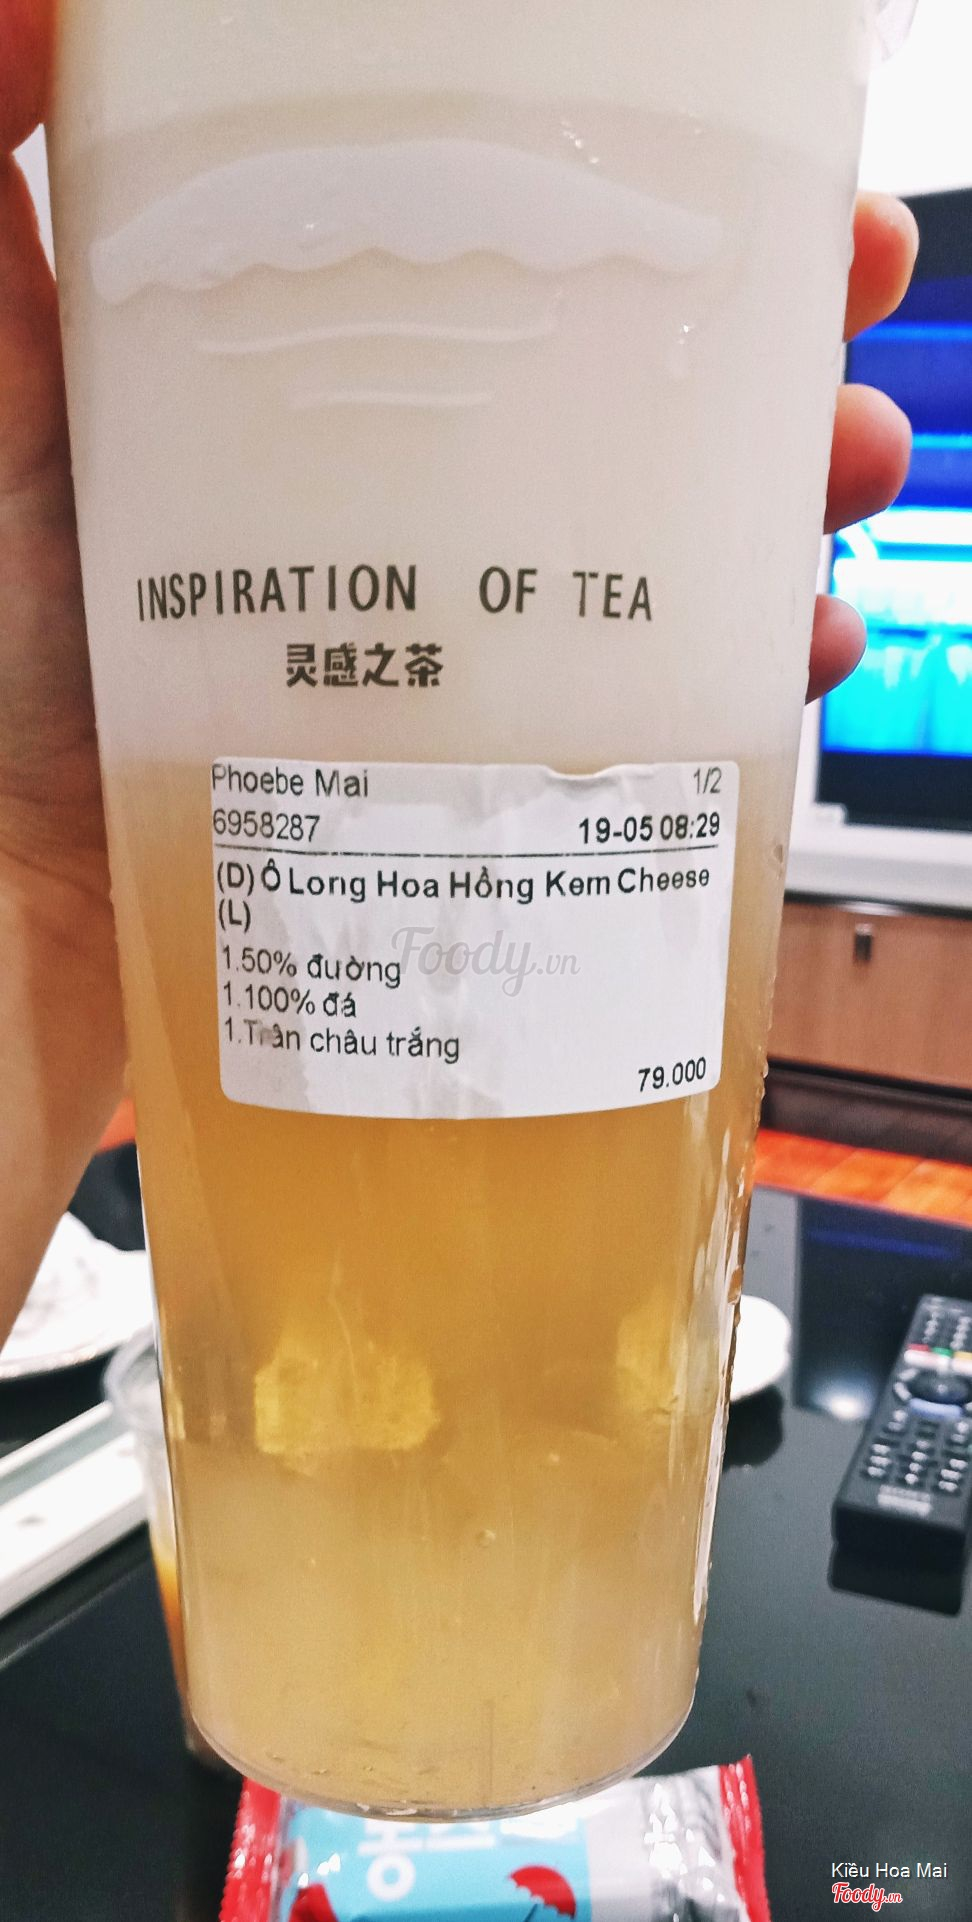 INSPIRATION OF TEA
灵感之茶
Phoebe Mai 1/2
6958287 19-05 08:29
(D) Ô Long Hoa Hồng Kem Cheese
(L)
1.50% đường
1.100% đá
1.Trân châu trắng
79.000
Foody.vn
Kiều Hoa Mai
Foody.vn